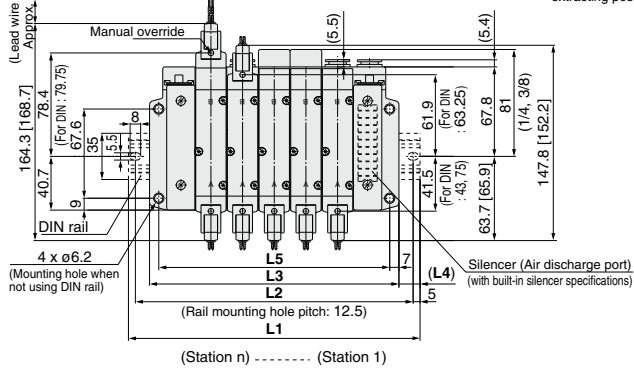 extracting pos
(Lead wire
Approx.
Manual override
(5.5)
(5.4)
164.3 [168.7]
78.4
(For DIN : 79.75)
67.6
8
5.5
35
40.7
9
61.9
(For DIN
: 63.25)
67.8
81
(1/4, 3/8)
147.8 [152.2]
41.5
(For DIN
: 43,75)
63.7 [65.9]
DIN rail
4 x ø6.2
(Mounting hole when
not using DIN rail)
L5
7
L3
(L4)
L2
5
(Rail mounting hole pitch: 12.5)
L1
Silencer (Air discharge port)
(with built-in silencer specifications)
(Station n) -------- (Station 1)